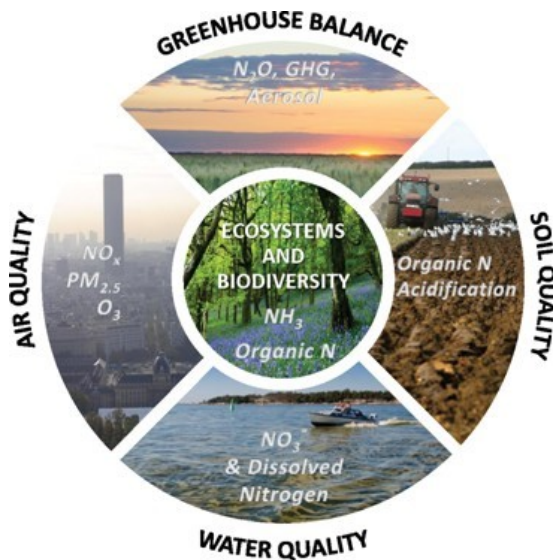 GREENHOUSE BALANCE
N₂O, GHG,
Aerosol
AIR QUALITY
NOₓ
PM₂.₅
O₃
ECOSYSTEMS
AND
BIODIVERSITY
NH₃
Organic N
Organic N
Acidification
SOIL QUALITY
NO₃⁻
& Dissolved
Nitrogen
WATER QUALITY